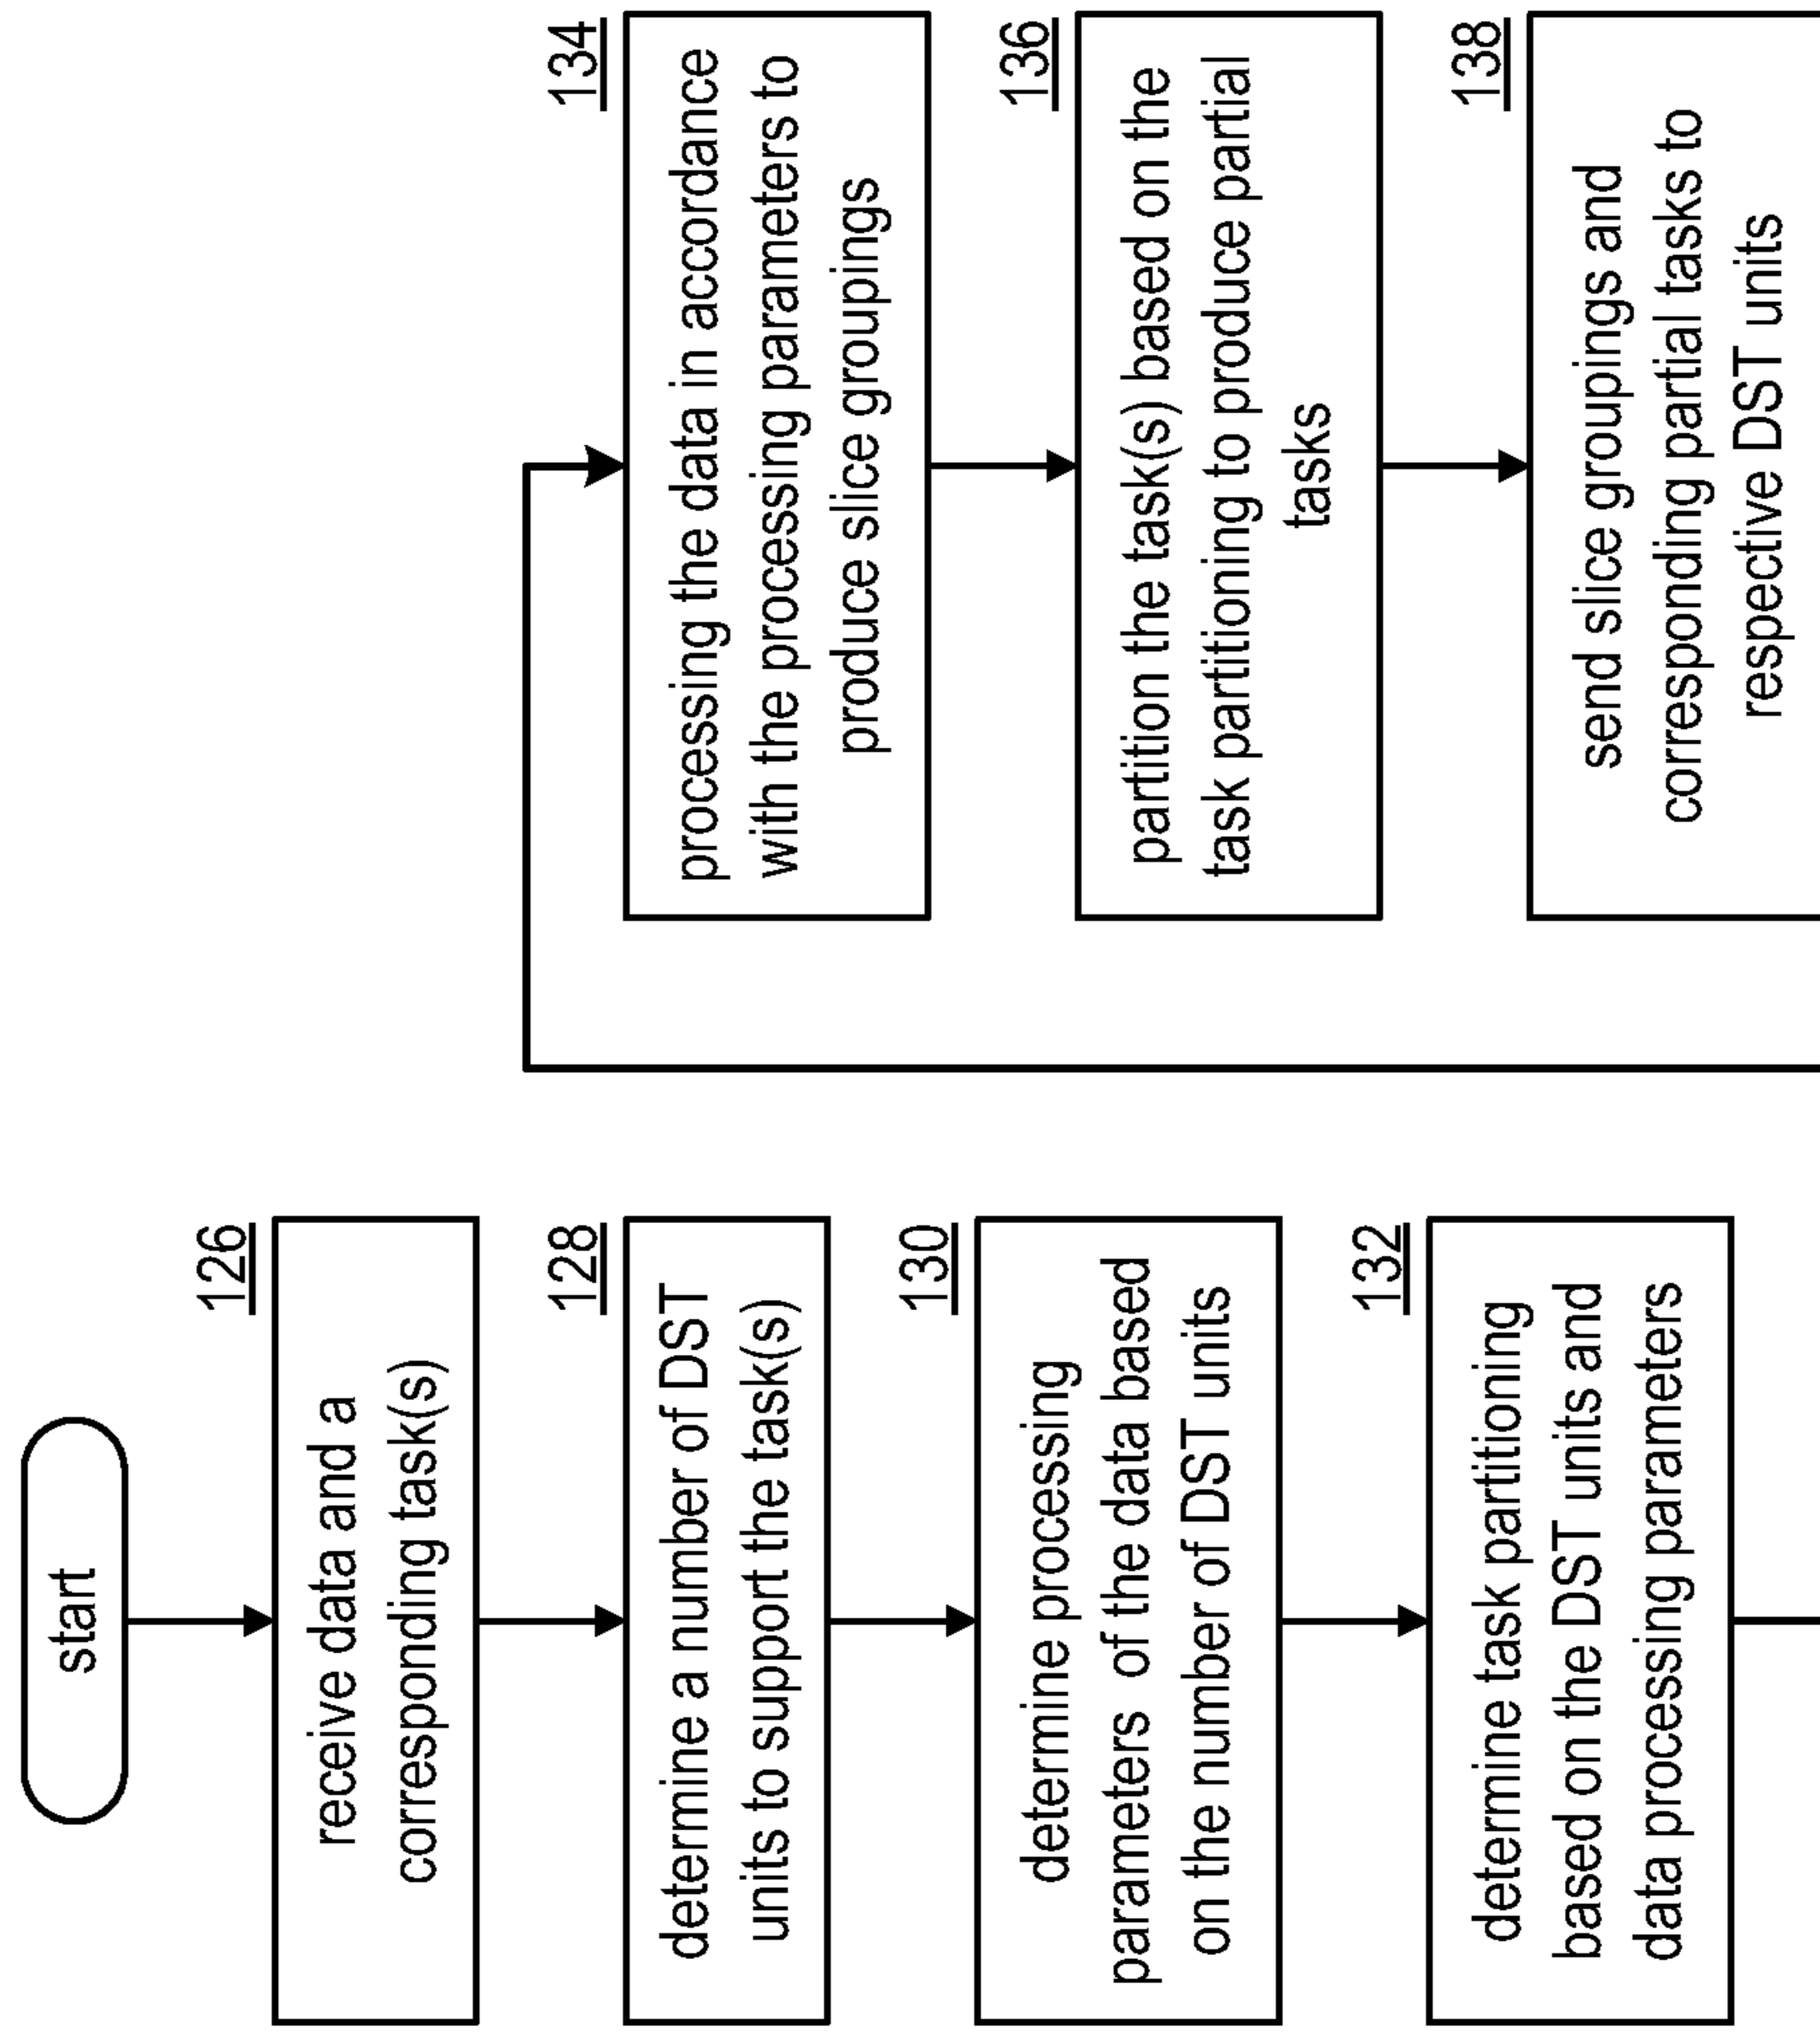 start
126
receive data and a
corresponding task(s)
128
determine a number of DST
units to support the task(s)
130
determine processing
parameters of the data based
on the number of DST units
132
determine task partitioning
based on the DST units and
data processing parameters
134
processing the data in accordance
with the processing parameters to
produce slice groupings
136
partition the task(s) based on the
task partitioning to produce partial
tasks
138
send slice groupings and
corresponding partial tasks to
respective DST units